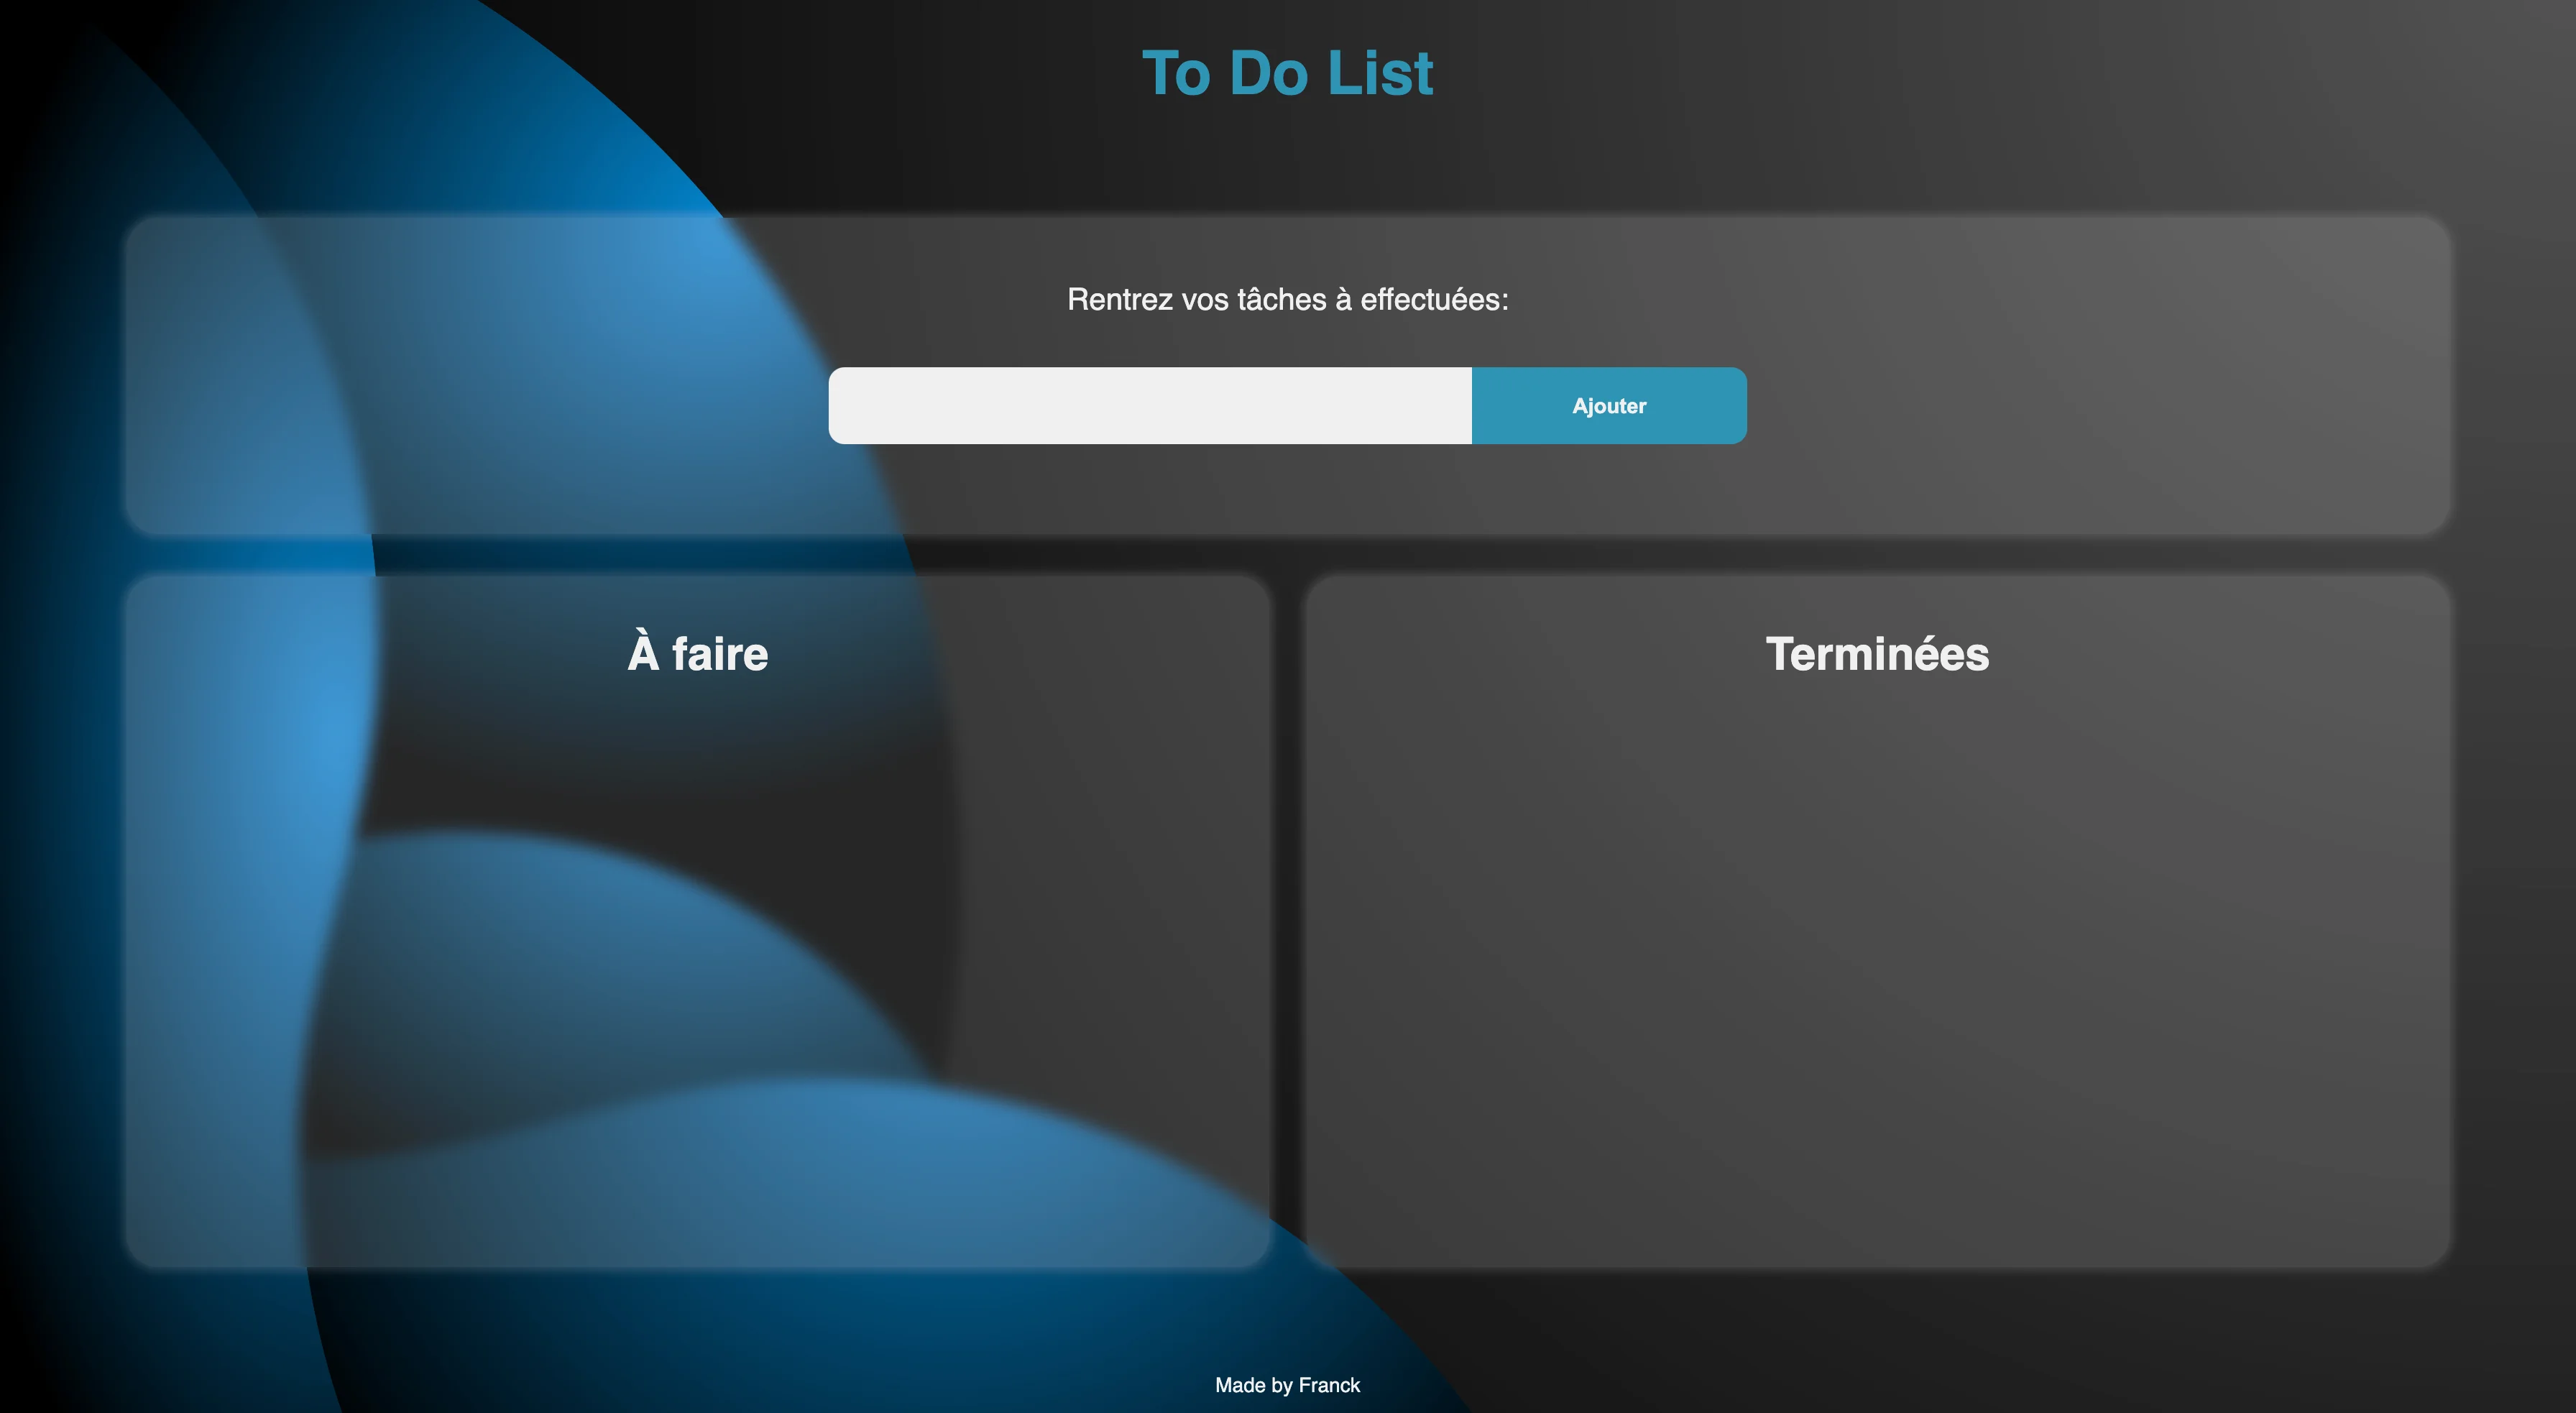 To Do List
Rentrez vos tâches à effectuées:
Ajouter
À faire
Terminées
Made by Franck